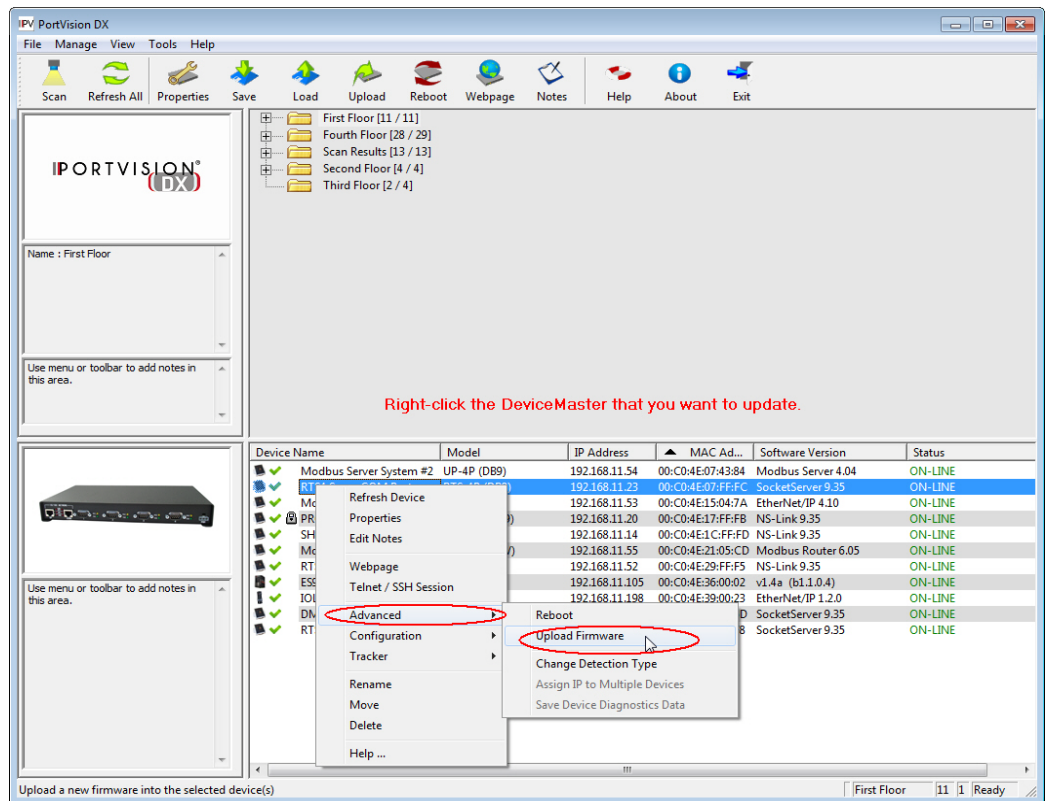 IPV PortVision DX
File Manage View Tools Help
Scan Refresh All Properties Save Load Upload Reboot Webpage Notes Help About Exit
First Floor [11 / 11]
Fourth Floor [28 / 29]
Scan Results [13 / 13]
Second Floor [4 / 4]
Third Floor [2 / 4]
PORTVISION®
DX
Name : First Floor
Use menu or toolbar to add notes in
this area.
Right-click the DeviceMaster that you want to update.
Device Name Model IP Address MAC Ad... Software Version Status
Modbus Server System #2 UP-4P (DB9) 192.168.11.54 00:C0:4E:07:43:84 Modbus Server 4.04 ON-LINE
192.168.11.23 00:C0:4E:07:FF:FC SocketServer 9.35 ON-LINE
192.168.11.53 00:C0:4E:15:04:7A EtherNet/IP 4.10 ON-LINE
PR 192.168.11.20 00:C0:4E:17:FF:FB NS-Link 9.35 ON-LINE
SH 192.168.11.14 00:C0:4E:1C:FF:FD NS-Link 9.35 ON-LINE
192.168.11.55 00:C0:4E:21:05:CD Modbus Router 6.05 ON-LINE
RT 192.168.11.52 00:C0:4E:29:FF:F5 NS-Link 9.35 ON-LINE
192.168.11.105 00:C0:4E:36:00:02 v1.4a (b1.1.0.4) ON-LINE
IOL 192.168.11.198 00:C0:4E:39:00:23 EtherNet/IP 1.2.0 ON-LINE
DM D SocketServer 9.35 ON-LINE
RT 8 SocketServer 9.35 ON-LINE
Refresh Device
Properties
Edit Notes
Webpage
Telnet / SSH Session
Advanced
Configuration
Tracker
Rename
Move
Delete
Help ...
Reboot
Upload Firmware
Change Detection Type
Assign IP to Multiple Devices
Save Device Diagnostics Data
Use menu or toolbar to add notes in
this area.
Upload a new firmware into the selected device(s) First Floor 11 1 Ready